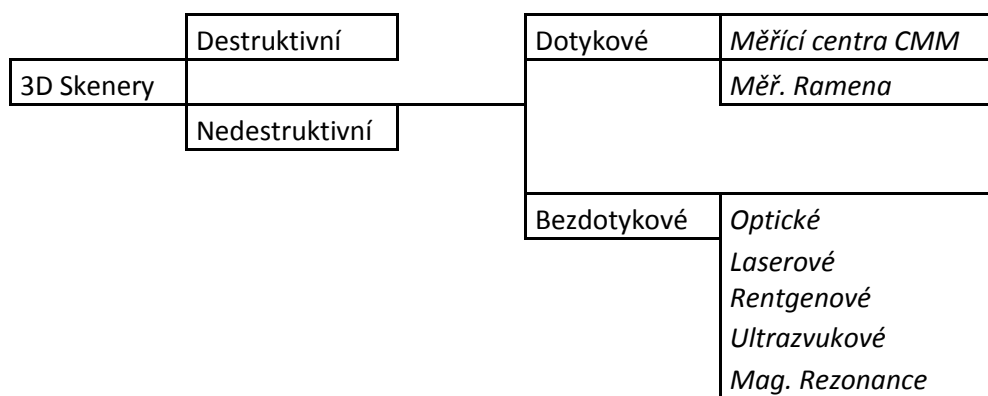 Destruktivní Dotykové Měřící centra CMM
3D Skenery Měř. Ramena
Nedestruktivní
Bezdotykové Optické
Laserové
Rentgenové
Ultrazvukové
Mag. Rezonance